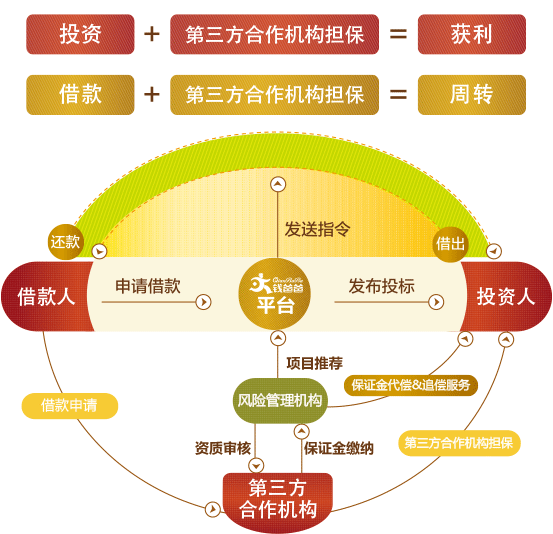 投资 + 第三方合作机构担保 = 获利
借款 + 第三方合作机构担保 = 周转
发送指令
还款
借出
借款人
申请借款
QianBaBa
钱爸爸
平台
发布投标
投资人
项目推荐
风险管理机构
保证金代偿&追偿服务
借款申请
第三方合作机构担保
资质审核
保证金缴纳
第三方
合作机构